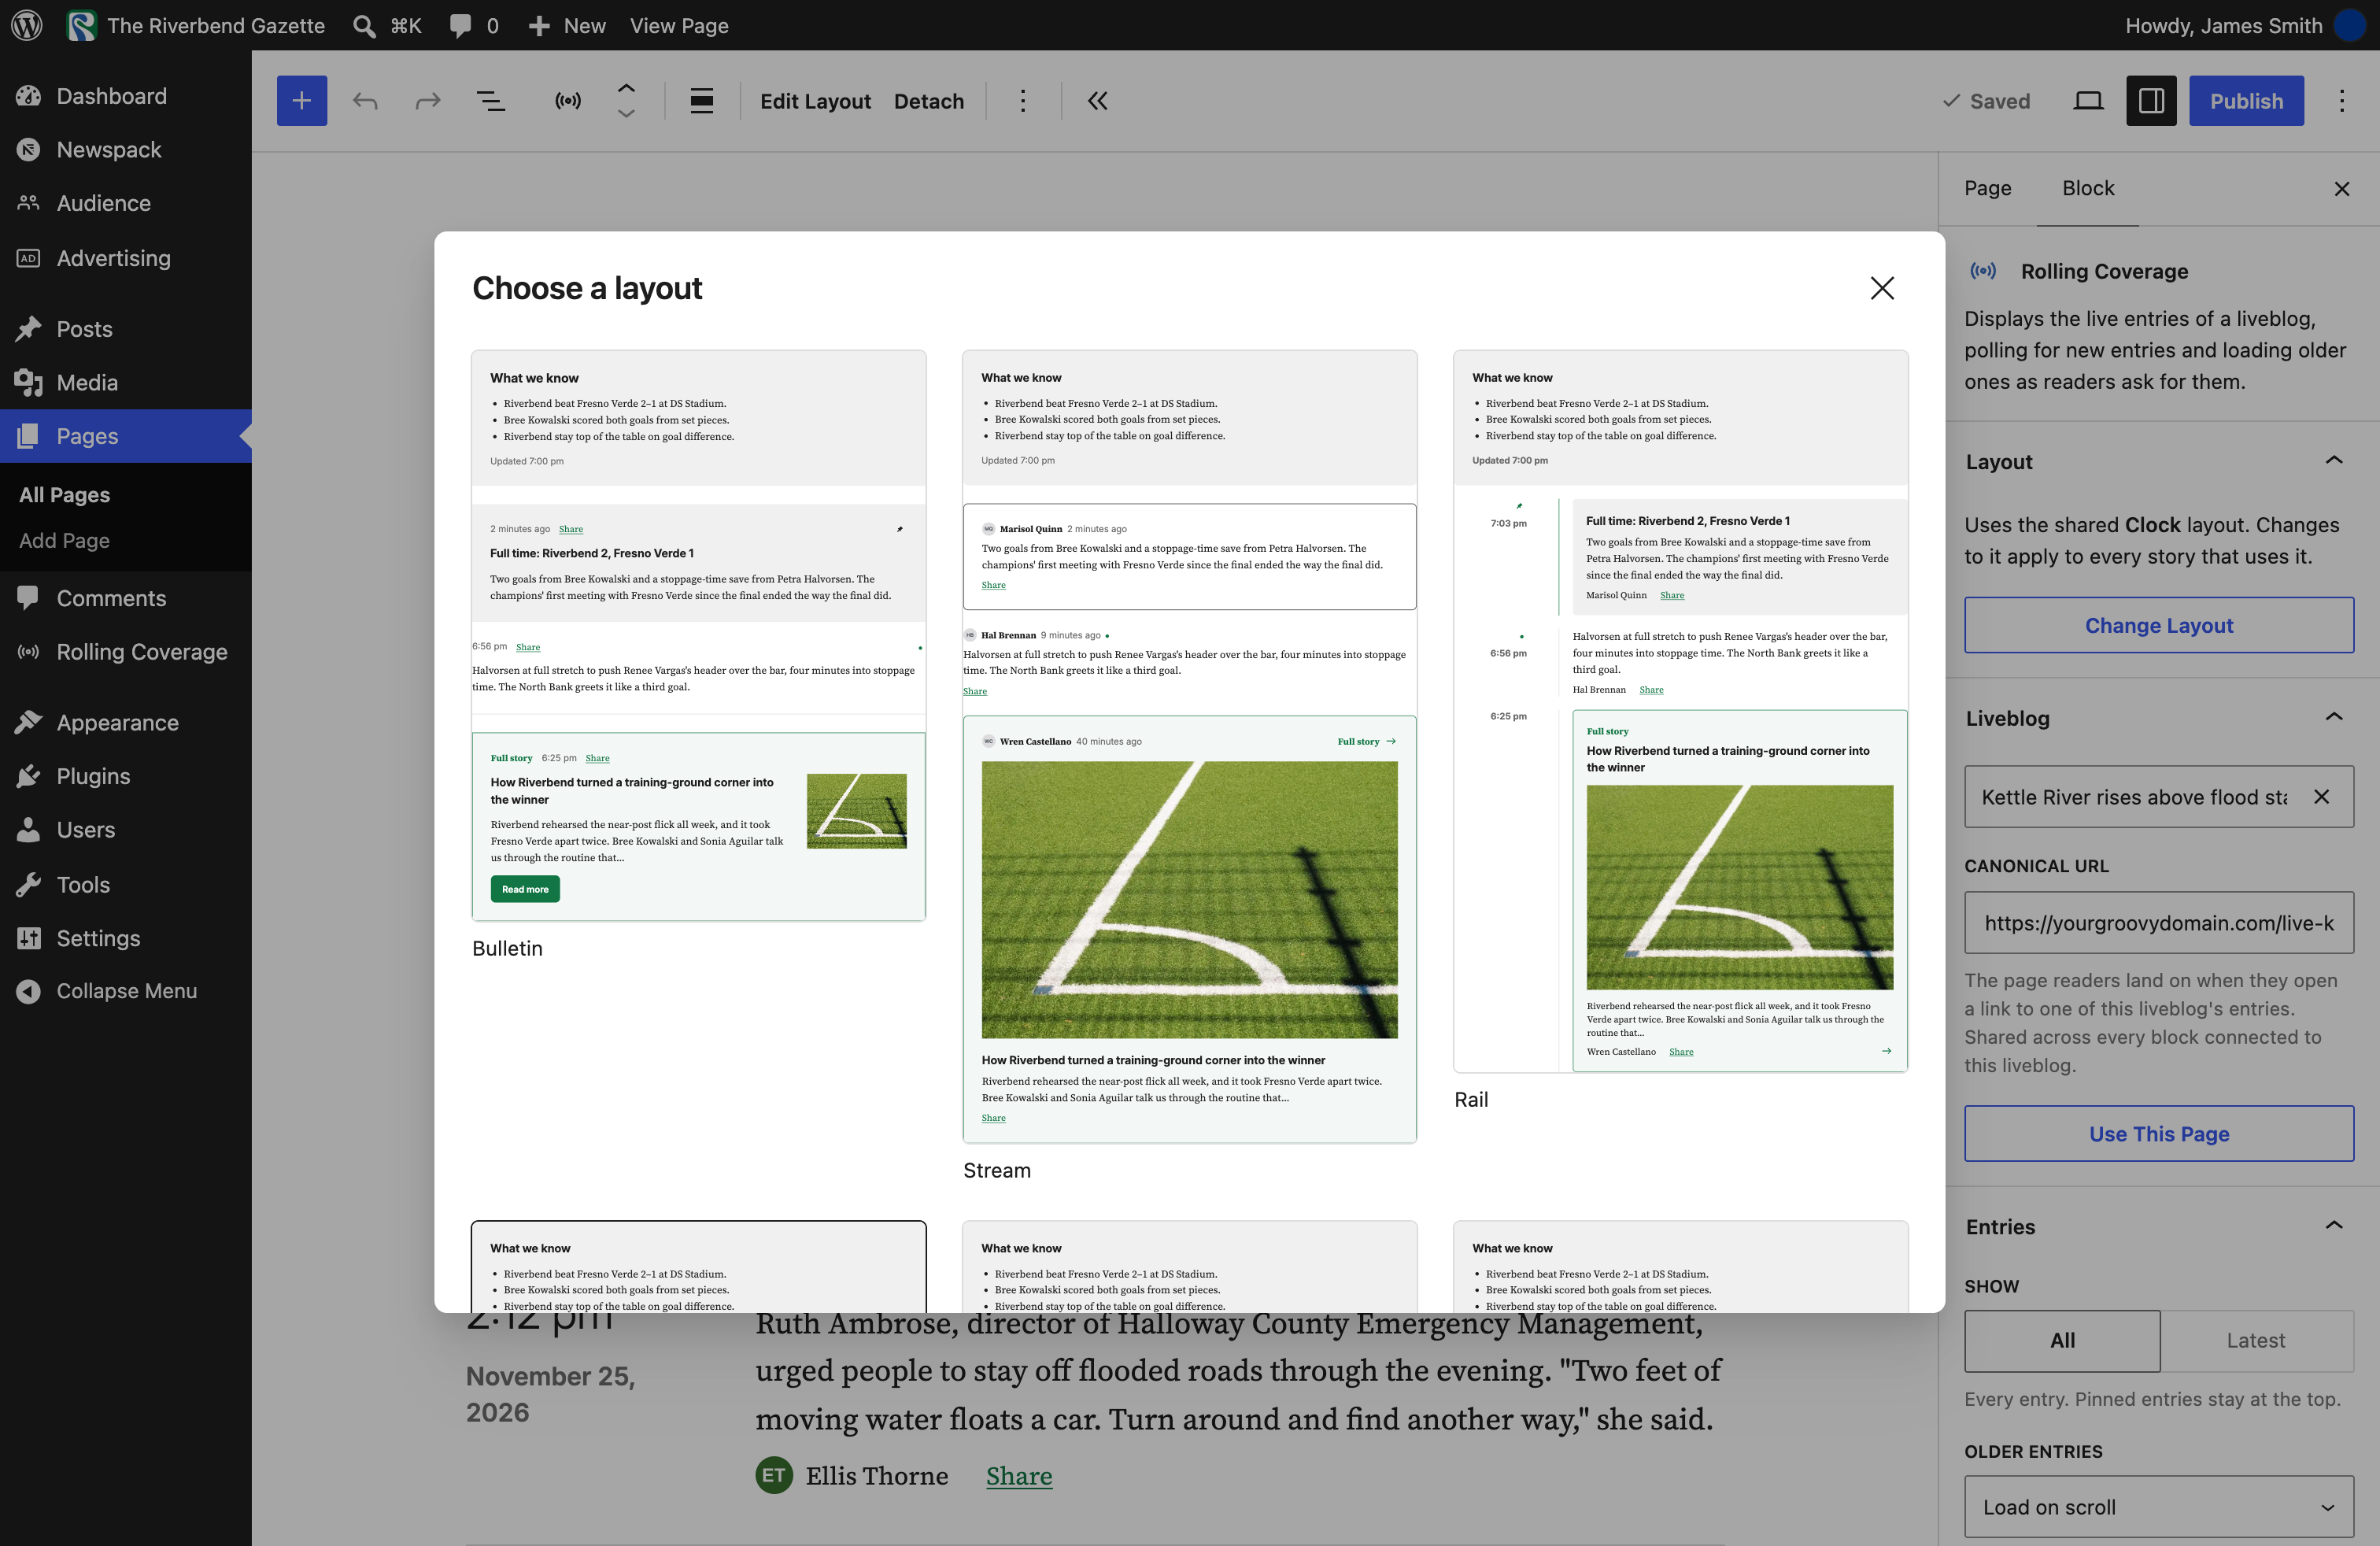 The Riverbend Gazette
⌘K
0
New
View Page
Howdy, James Smith
Dashboard
Newspack
Audience
AD
Advertising
Posts
Media
Pages
All Pages
Add Page
Comments
Rolling Coverage
Appearance
Plugins
Users
Tools
Settings
Collapse Menu
Edit Layout
Detach
Saved
Publish
Choose a layout
What we know
• Riverbend beat Fresno Verde 2–1 at DS Stadium.
• Bree Kowalski scored both goals from set pieces.
• Riverbend stay top of the table on goal difference.
Updated 7:00 pm
2 minutes ago Share
Full time: Riverbend 2, Fresno Verde 1
Two goals from Bree Kowalski and a stoppage-time save from Petra Halvorsen. The
champions' first meeting with Fresno Verde since the final ended the way the final did.
6:56 pm Share
Halvorsen at full stretch to push Renee Vargas's header over the bar, four minutes into stoppage
time. The North Bank greets it like a third goal.
Full story 6:25 pm Share
How Riverbend turned a training-ground corner into
the winner
Riverbend rehearsed the near-post flick all week, and it took
Fresno Verde apart twice. Bree Kowalski and Sonia Aguilar talk
us through the routine that...
Read more
Bulletin
What we know
• Riverbend beat Fresno Verde 2–1 at DS Stadium.
• Bree Kowalski scored both goals from set pieces.
• Riverbend stay top of the table on goal difference.
Updated 7:00 pm
MQ Marisol Quinn 2 minutes ago
Two goals from Bree Kowalski and a stoppage-time save from Petra Halvorsen. The
champions' first meeting with Fresno Verde since the final ended the way the final did.
Share
HB Hal Brennan 9 minutes ago
Halvorsen at full stretch to push Renee Vargas's header over the bar, four minutes into stoppage
time. The North Bank greets it like a third goal.
Share
WC Wren Castellano 40 minutes ago Full story →
How Riverbend turned a training-ground corner into the winner
Riverbend rehearsed the near-post flick all week, and it took Fresno Verde apart twice.
Bree Kowalski and Sonia Aguilar talk us through the routine that...
Share
Stream
What we know
• Riverbend beat Fresno Verde 2–1 at DS Stadium.
• Bree Kowalski scored both goals from set pieces.
• Riverbend stay top of the table on goal difference.
Updated 7:00 pm
7:03 pm
Full time: Riverbend 2, Fresno Verde 1
Two goals from Bree Kowalski and a stoppage-time save from
Petra Halvorsen. The champions' first meeting with Fresno Verde
since the final ended the way the final did.
Marisol Quinn Share
6:56 pm
Halvorsen at full stretch to push Renee Vargas's header over the bar,
four minutes into stoppage time. The North Bank greets it like a
third goal.
Hal Brennan Share
6:25 pm
Full story
How Riverbend turned a training-ground corner into
the winner
Riverbend rehearsed the near-post flick all week, and it took Fresno
Verde apart twice. Bree Kowalski and Sonia Aguilar talk us through the
routine that...
Wren Castellano Share →
Rail
What we know
• Riverbend beat Fresno Verde 2–1 at DS Stadium.
• Bree Kowalski scored both goals from set pieces.
• Riverbend stay top of the table on goal difference.
What we know
• Riverbend beat Fresno Verde 2–1 at DS Stadium.
• Bree Kowalski scored both goals from set pieces.
• Riverbend stay top of the table on goal difference.
What we know
• Riverbend beat Fresno Verde 2–1 at DS Stadium.
• Bree Kowalski scored both goals from set pieces.
• Riverbend stay top of the table on goal difference.
2:12 pm
November 25,
2026
Ruth Ambrose, director of Halloway County Emergency Management,
urged people to stay off flooded roads through the evening. "Two feet of
moving water floats a car. Turn around and find another way," she said.
ET Ellis Thorne Share
Page
Block
Rolling Coverage
Displays the live entries of a liveblog,
polling for new entries and loading older
ones as readers ask for them.
Layout
Uses the shared Clock layout. Changes
to it apply to every story that uses it.
Change Layout
Liveblog
Kettle River rises above flood sta
CANONICAL URL
https://yourgroovydomain.com/live-k
The page readers land on when they open
a link to one of this liveblog's entries.
Shared across every block connected to
this liveblog.
Use This Page
Entries
SHOW
All
Latest
Every entry. Pinned entries stay at the top.
OLDER ENTRIES
Load on scroll